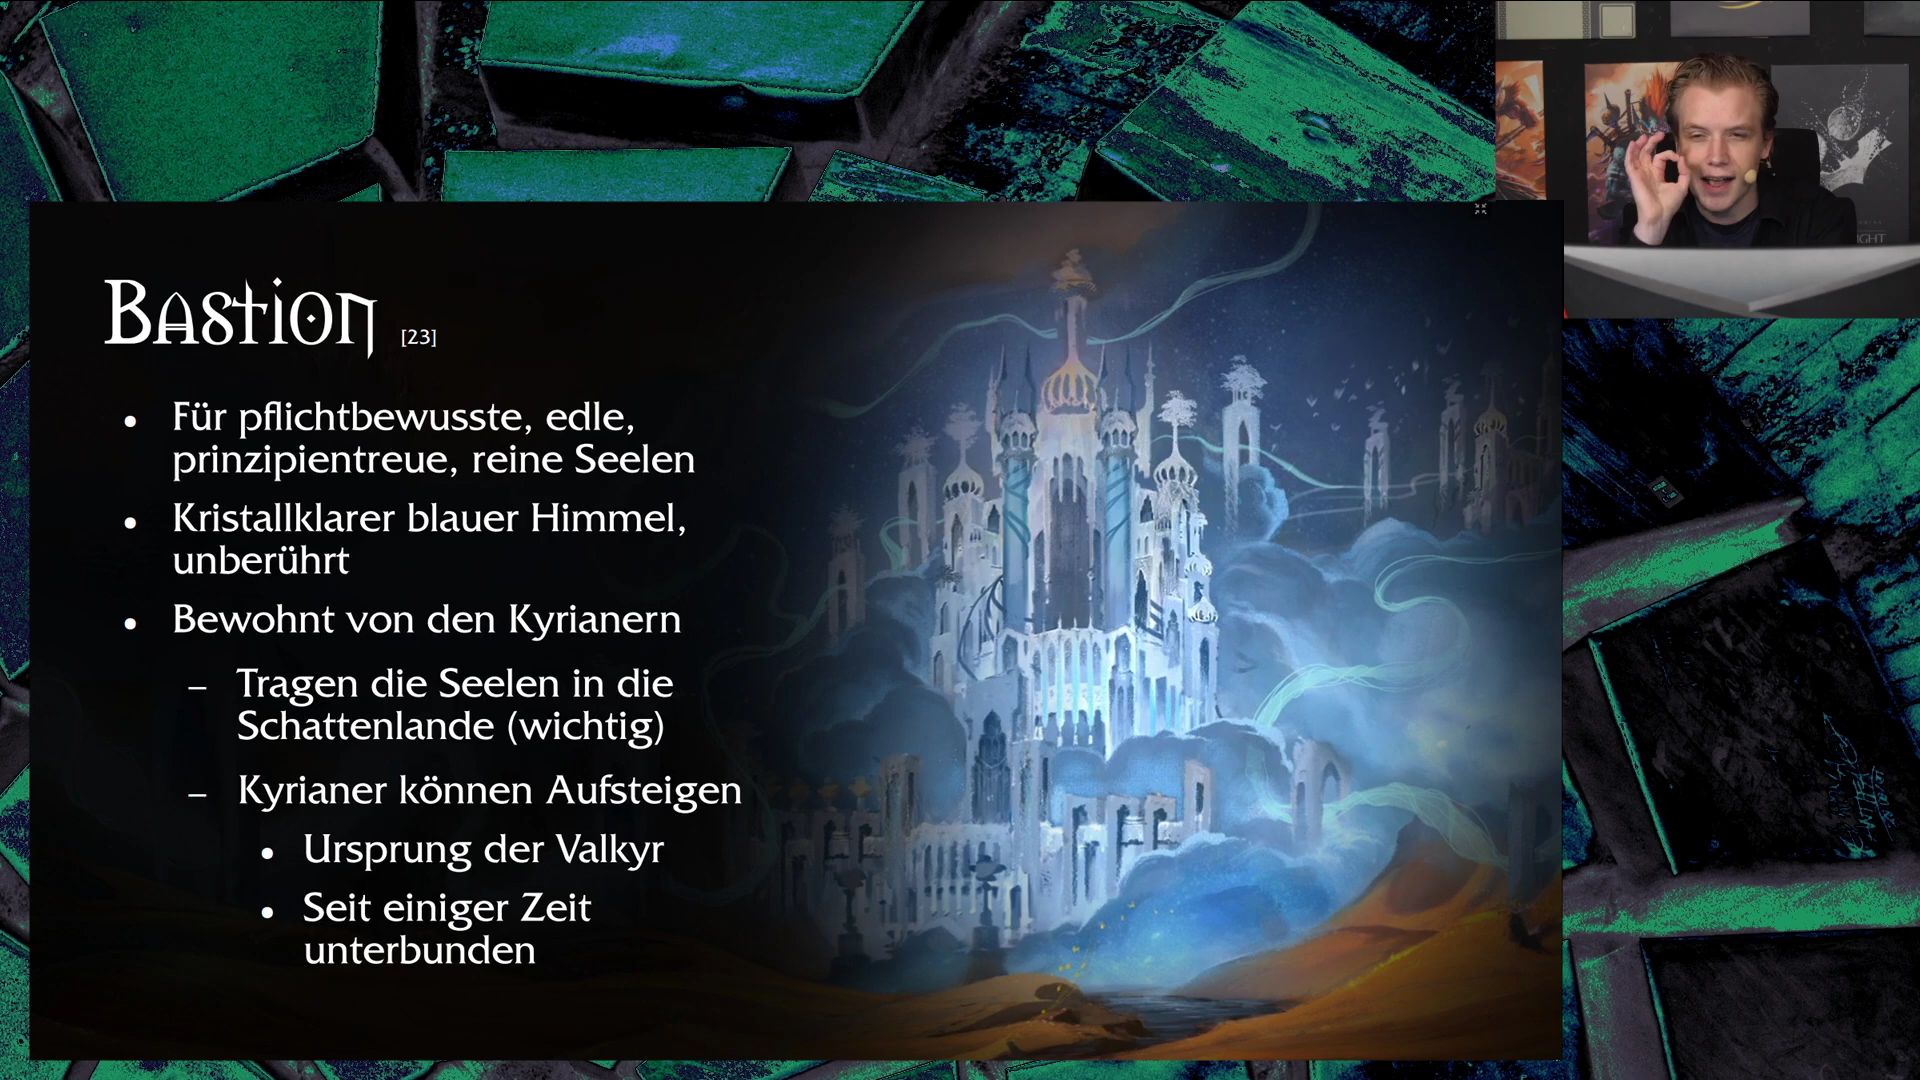 Bastion [23]
• Für pflichtbewusste, edle,
prinzipientreue, reine Seelen
• Kristallklarer blauer Himmel,
unberührt
• Bewohnt von den Kyrianern
– Tragen die Seelen in die
Schattenlande (wichtig)
– Kyrianer können Aufsteigen
• Ursprung der Valkyr
• Seit einiger Zeit
unterbunden